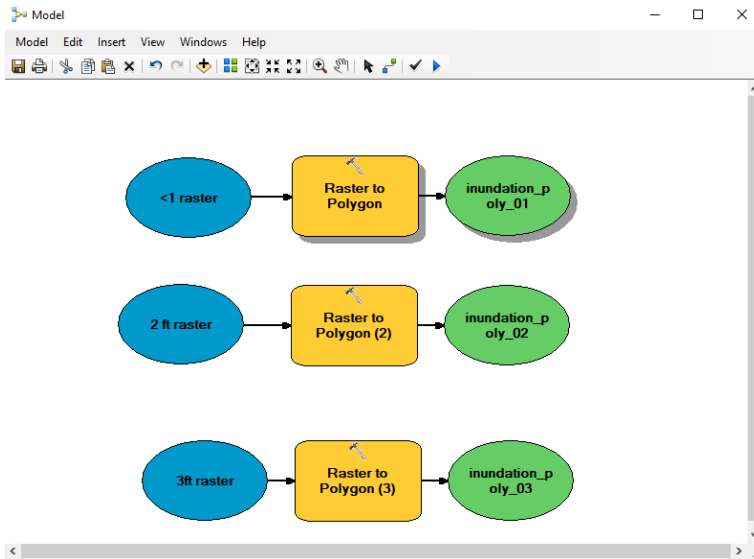 Model
Model Edit Insert View Windows Help
<1 raster
Raster to
Polygon
inundation_p
oly_01
2 ft raster
Raster to
Polygon (2)
inundation_p
oly_02
3ft raster
Raster to
Polygon (3)
inundation_p
oly_03